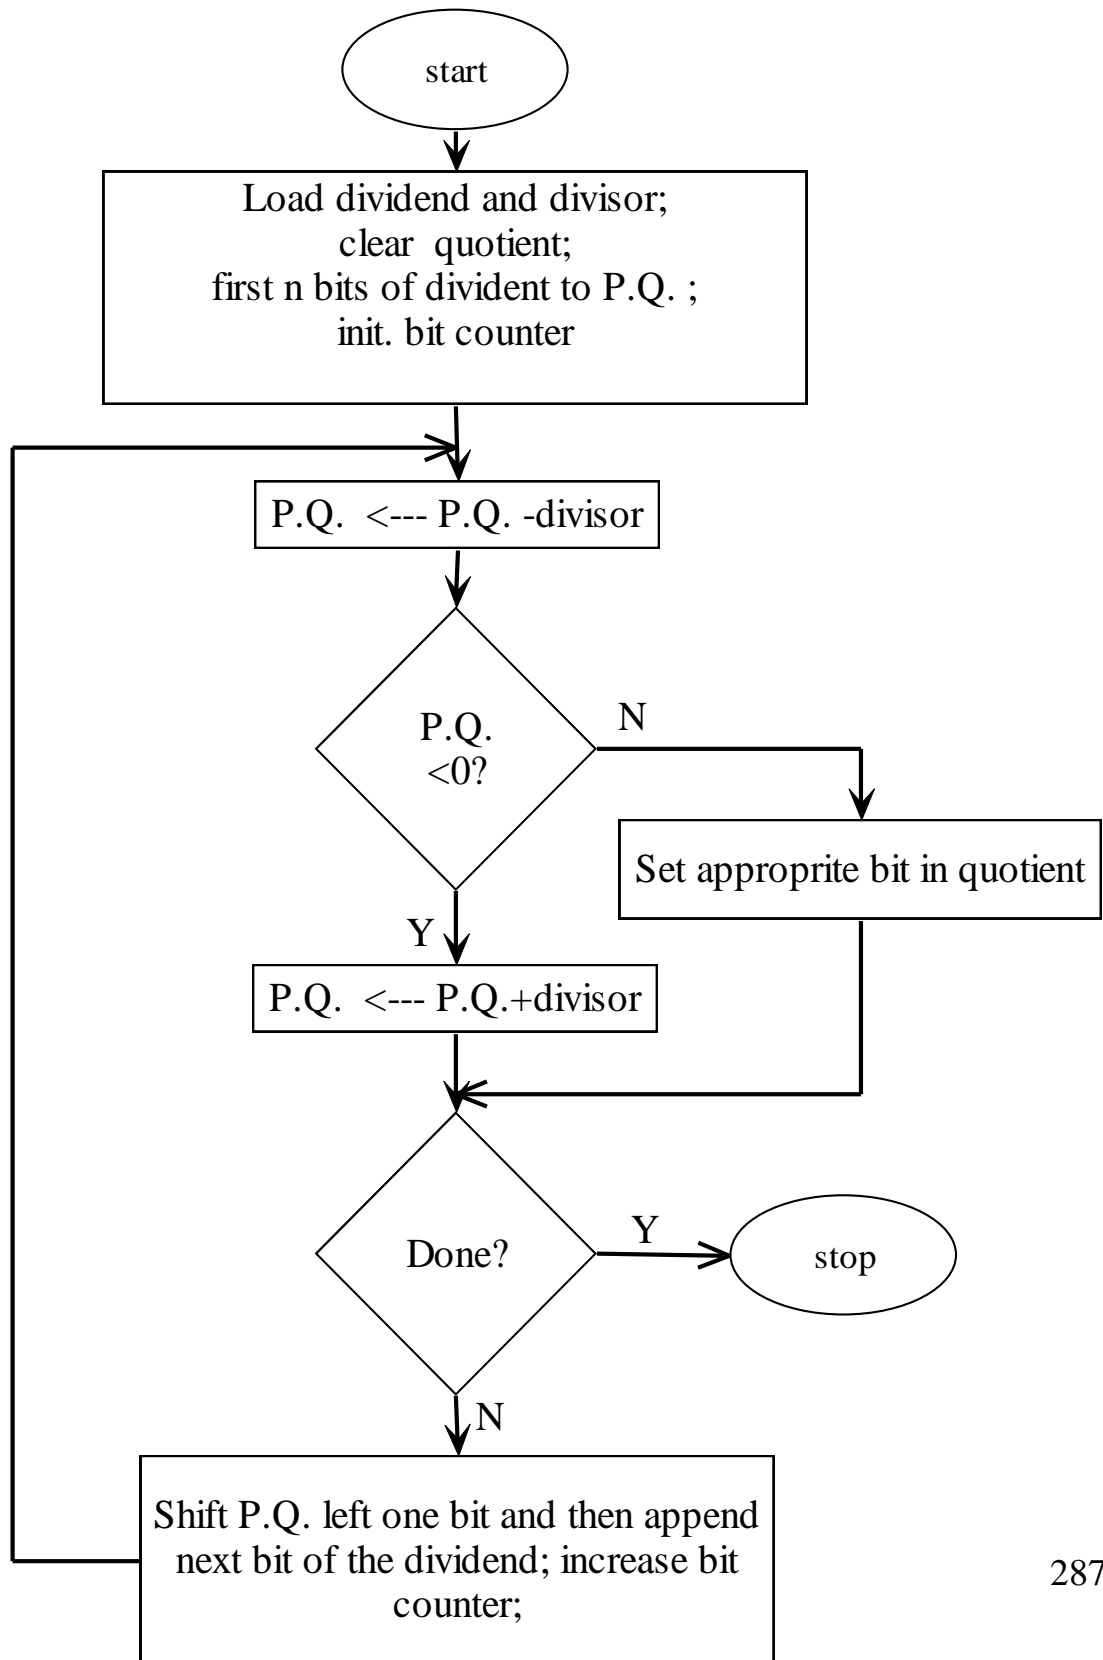 start
Load dividend and divisor;
clear quotient;
first n bits of divident to P.Q. ;
init. bit counter
P.Q. <--- P.Q. -divisor
P.Q.
<0?
N
Set approprite bit in quotient
Y
P.Q. <--- P.Q.+divisor
Done?
Y
stop
N
Shift P.Q. left one bit and then append
next bit of the dividend; increase bit
counter;
287